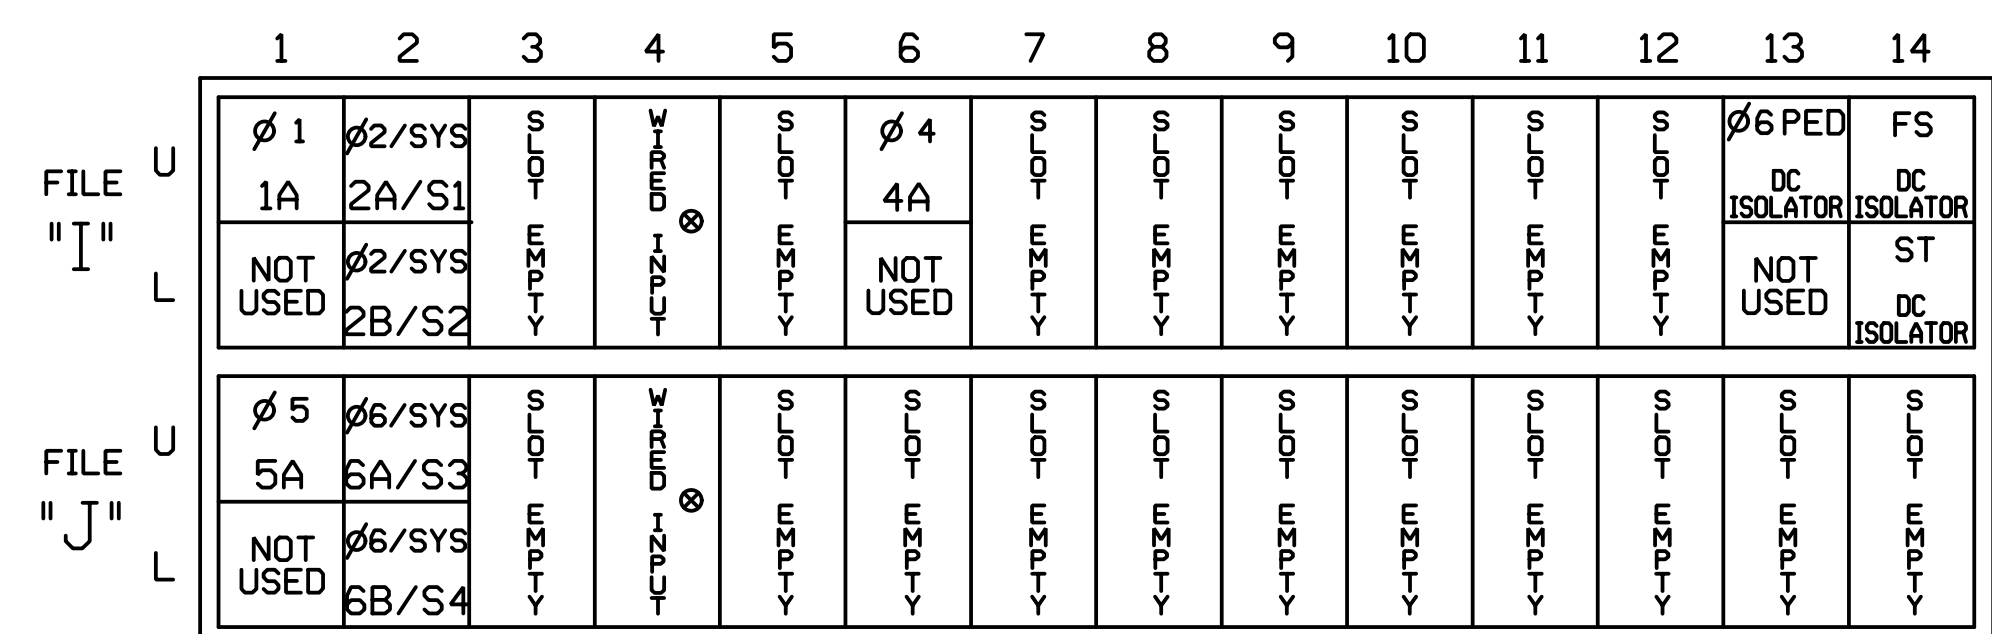 1 2 3 4 5 6 7 8 9 10 11 12 13 14
FILE "I"
U
L
Ø 1
1A
NOT
USED
Ø2/SYS
2A/S1
Ø2/SYS
2B/S2
SLOT EMPTY
WIRED INPUT ⊗
SLOT EMPTY
Ø 4
4A
NOT
USED
SLOT EMPTY
SLOT EMPTY
SLOT EMPTY
SLOT EMPTY
SLOT EMPTY
SLOT EMPTY
Ø6 PED
DC
ISOLATOR
NOT
USED
FS
DC
ISOLATOR
ST
DC
ISOLATOR
FILE "J"
U
L
Ø 5
5A
NOT
USED
Ø6/SYS
6A/S3
Ø6/SYS
6B/S4
SLOT EMPTY
WIRED INPUT ⊗
SLOT EMPTY
SLOT EMPTY
SLOT EMPTY
SLOT EMPTY
SLOT EMPTY
SLOT EMPTY
SLOT EMPTY
SLOT EMPTY
SLOT EMPTY
SLOT EMPTY